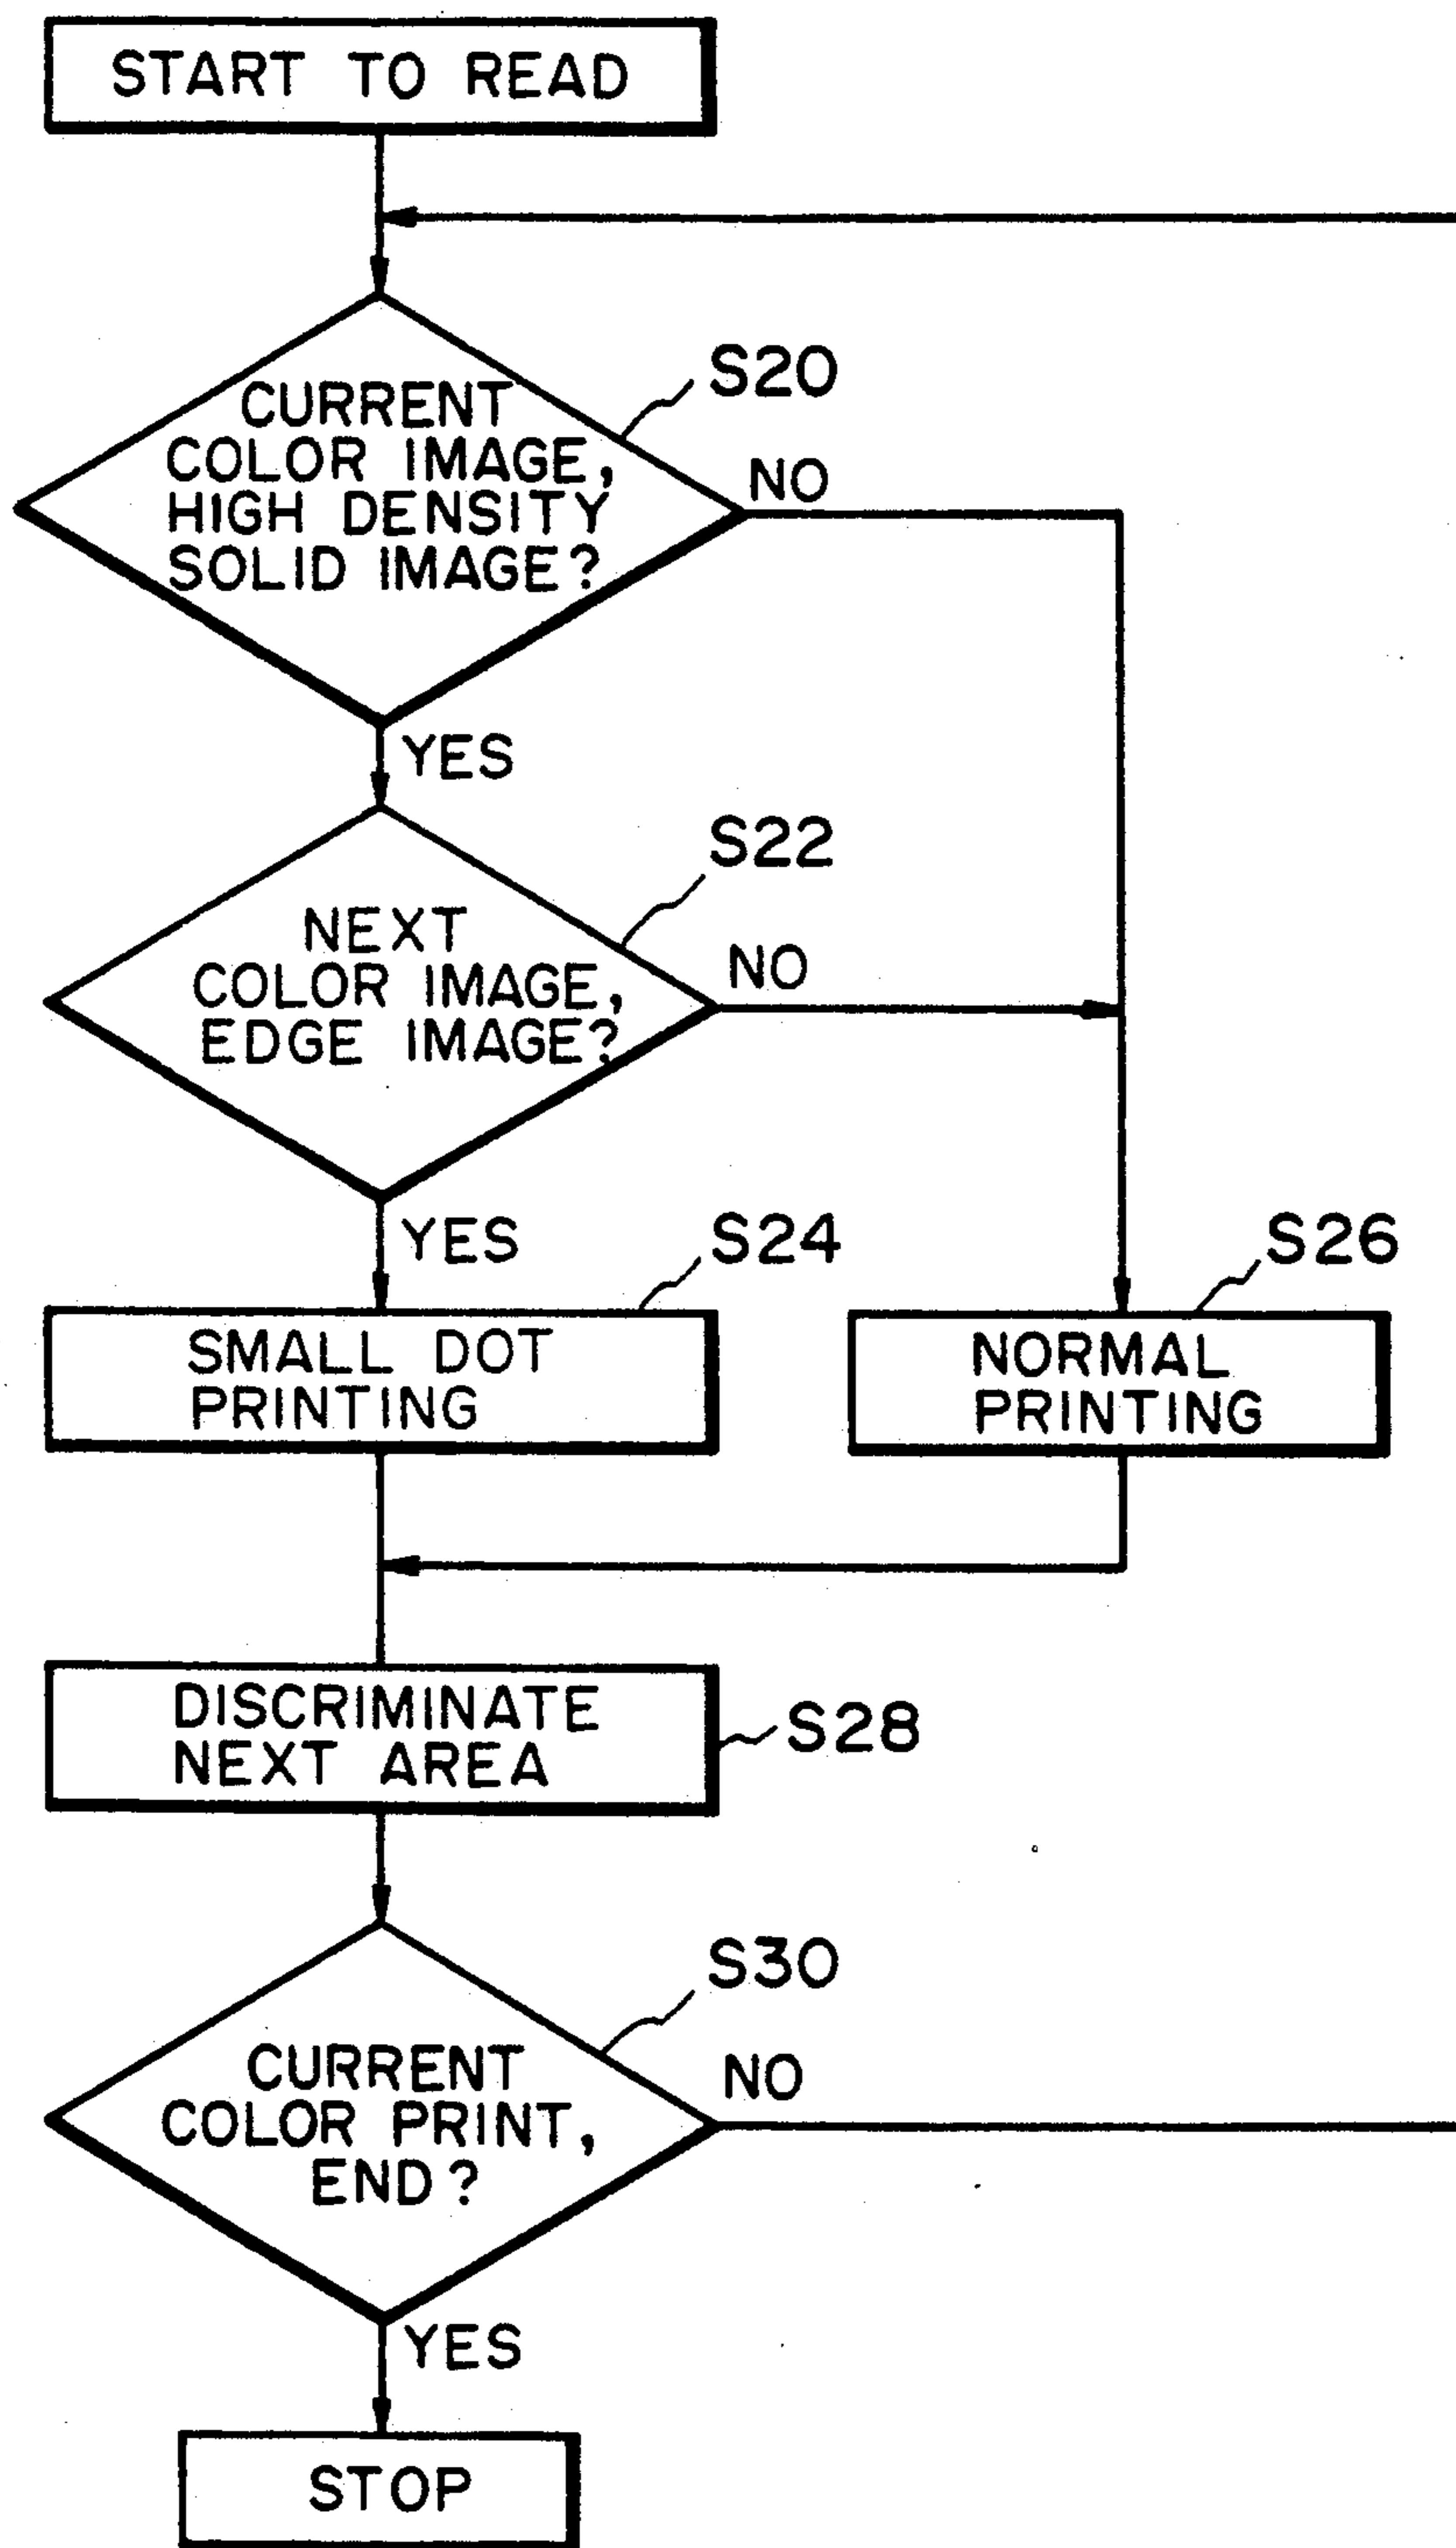 START TO READ
S20
CURRENT
COLOR IMAGE,
HIGH DENSITY
SOLID IMAGE?
NO
YES
S22
NEXT
COLOR IMAGE,
EDGE IMAGE?
NO
YES
S24
S26
SMALL DOT
PRINTING
NORMAL
PRINTING
DISCRIMINATE
NEXT AREA
S28
S30
CURRENT
COLOR PRINT,
END?
NO
YES
STOP